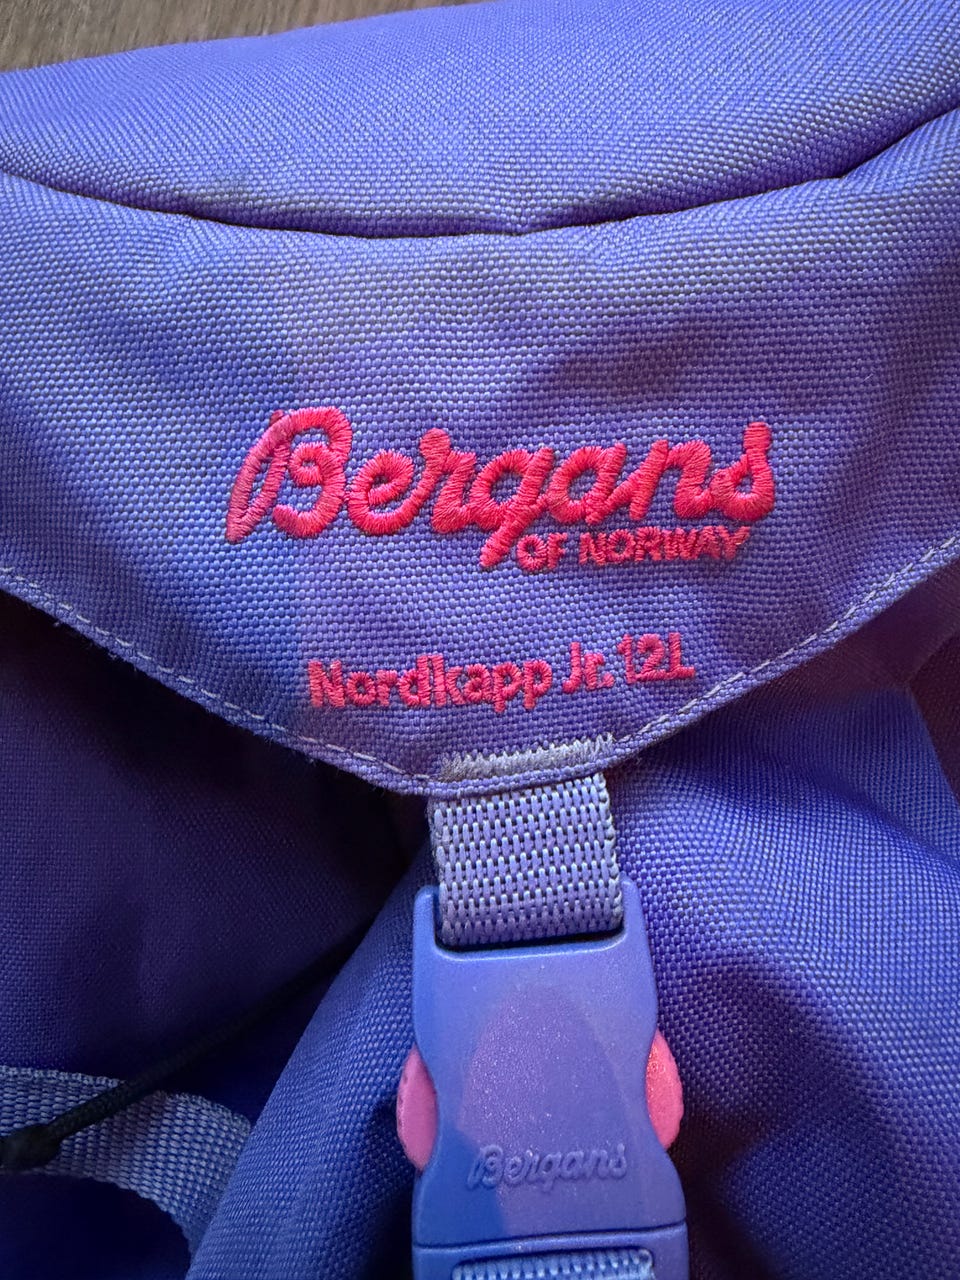 Bergans
OF NORWAY
Nordkapp Jr. 12L
Bergans